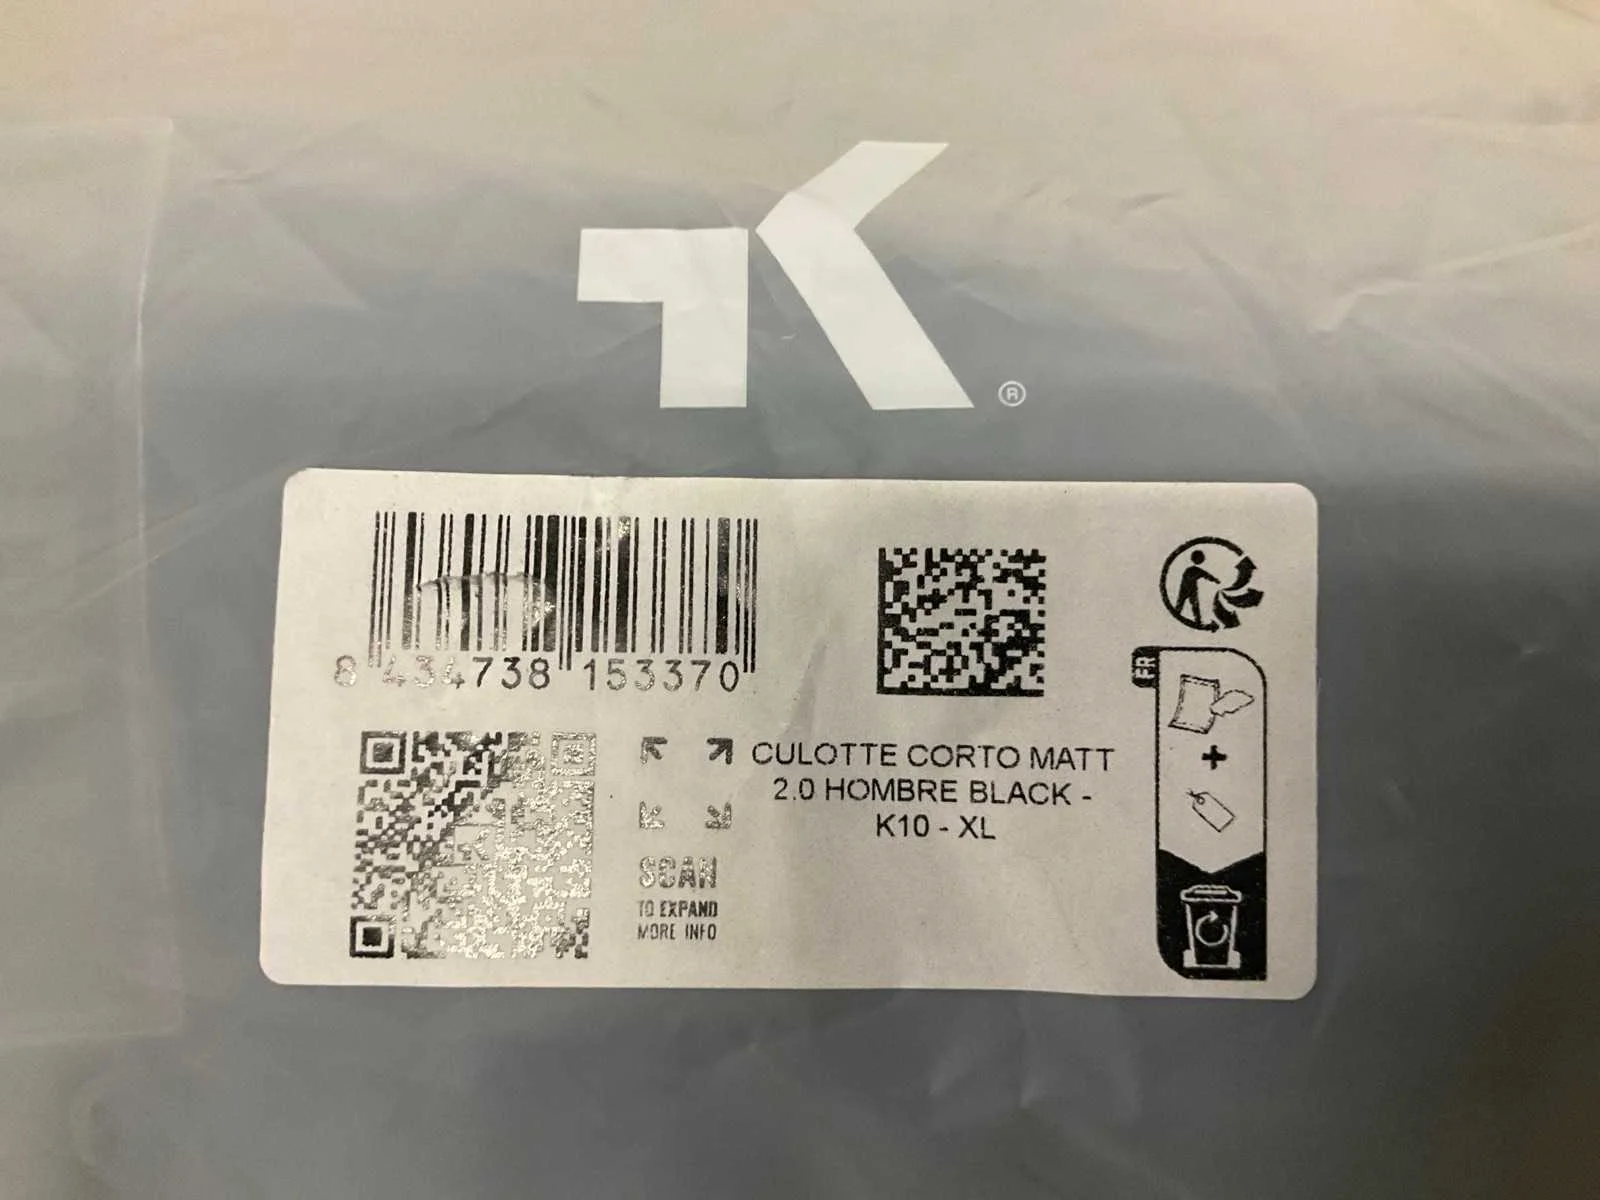 ®
8 434738 153370
CULOTTE CORTO MATT
2.0 HOMBRE BLACK -
K10 - XL
SCAN
TO EXPAND
MORE INFO
FR